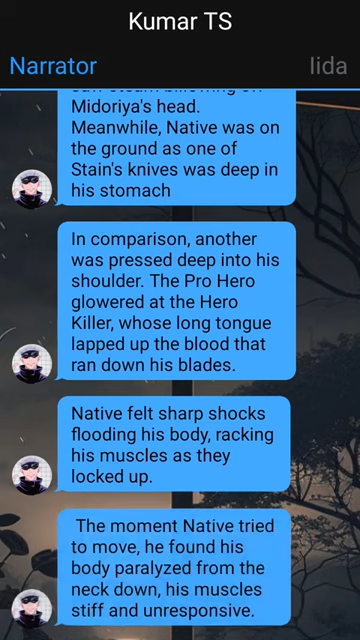 Kumar TS
Narrator
Iida
Midoriya's head.
Meanwhile, Native was on
the ground as one of
Stain's knives was deep in
his stomach
In comparison, another
was pressed deep into his
shoulder. The Pro Hero
glowered at the Hero
Killer, whose long tongue
lapped up the blood that
ran down his blades.
Native felt sharp shocks
flooding his body, racking
his muscles as they
locked up.
The moment Native tried
to move, he found his
body paralyzed from the
neck down, his muscles
stiff and unresponsive.